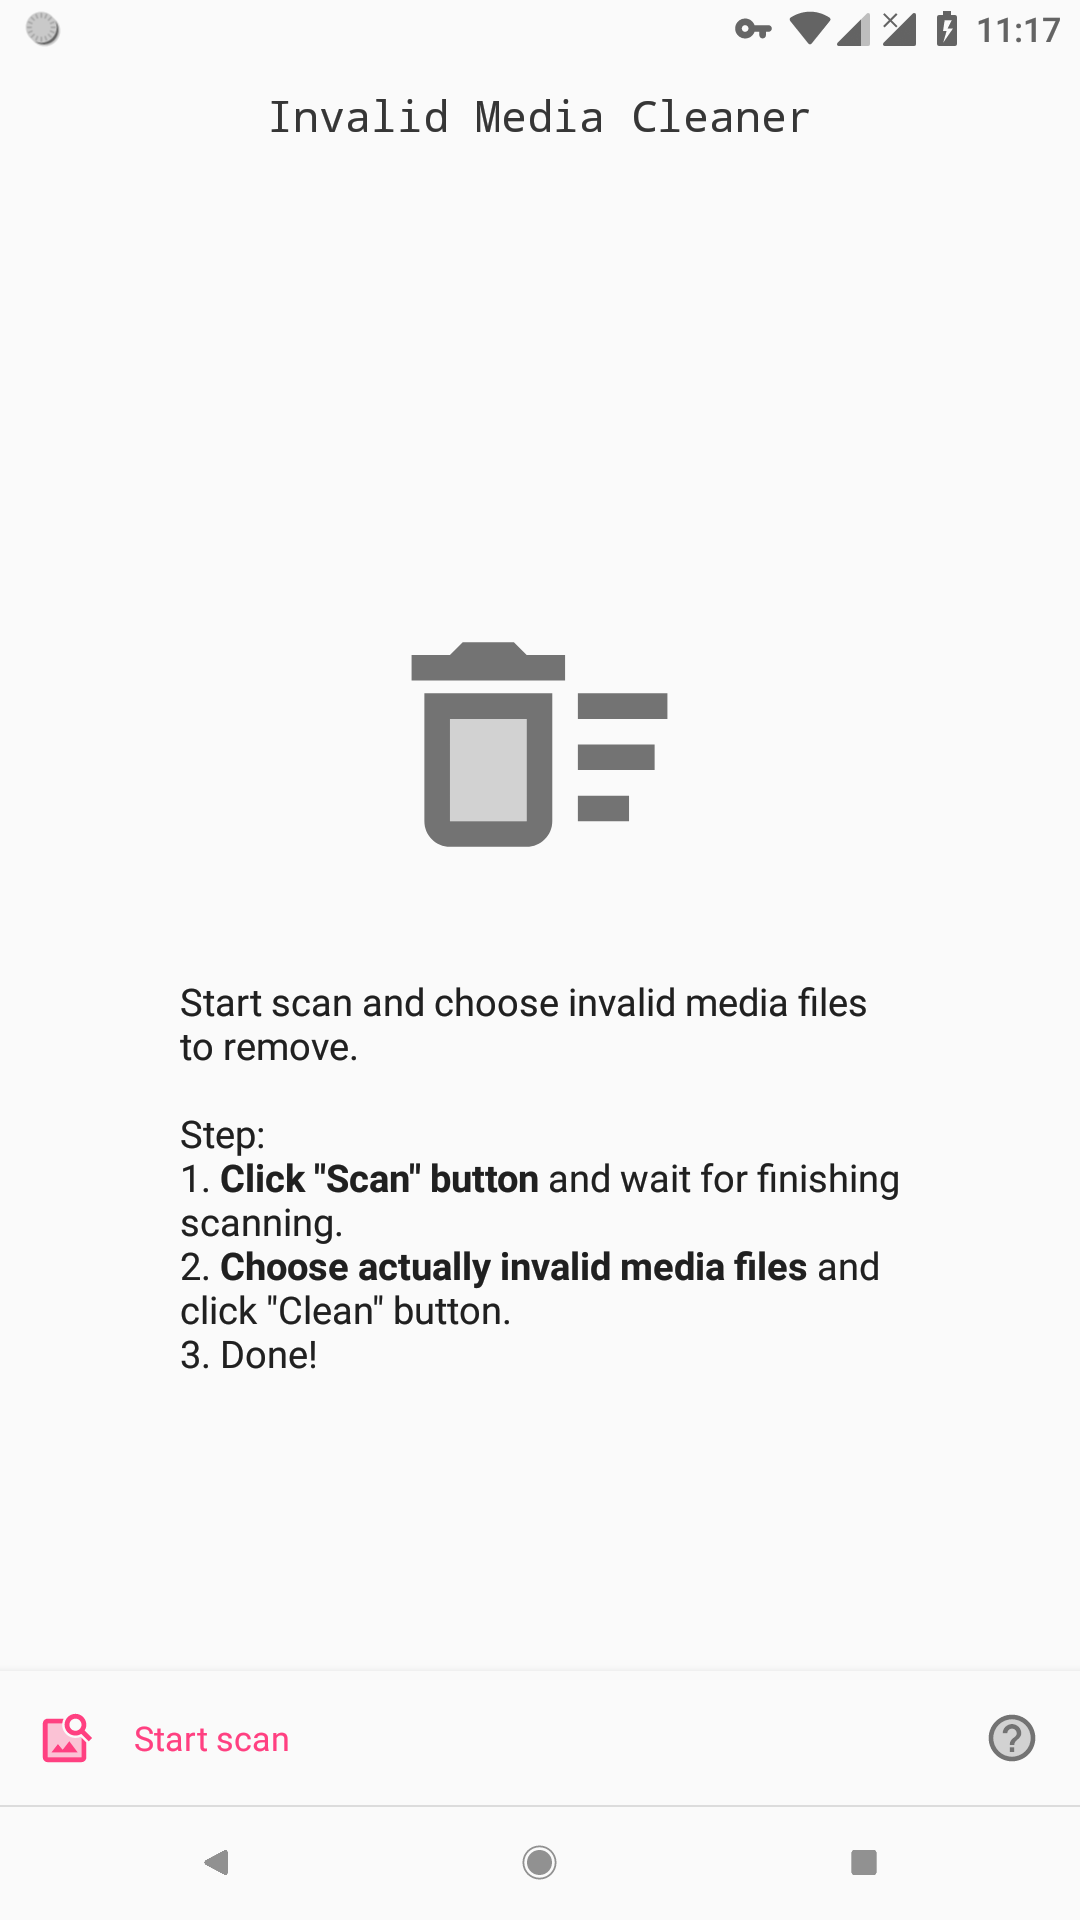 11:17
Invalid Media Cleaner
Start scan and choose invalid media files
to remove.
Step:
1. Click "Scan" button and wait for finishing
scanning.
2. Choose actually invalid media files and
click "Clean" button.
3. Done!
Start scan